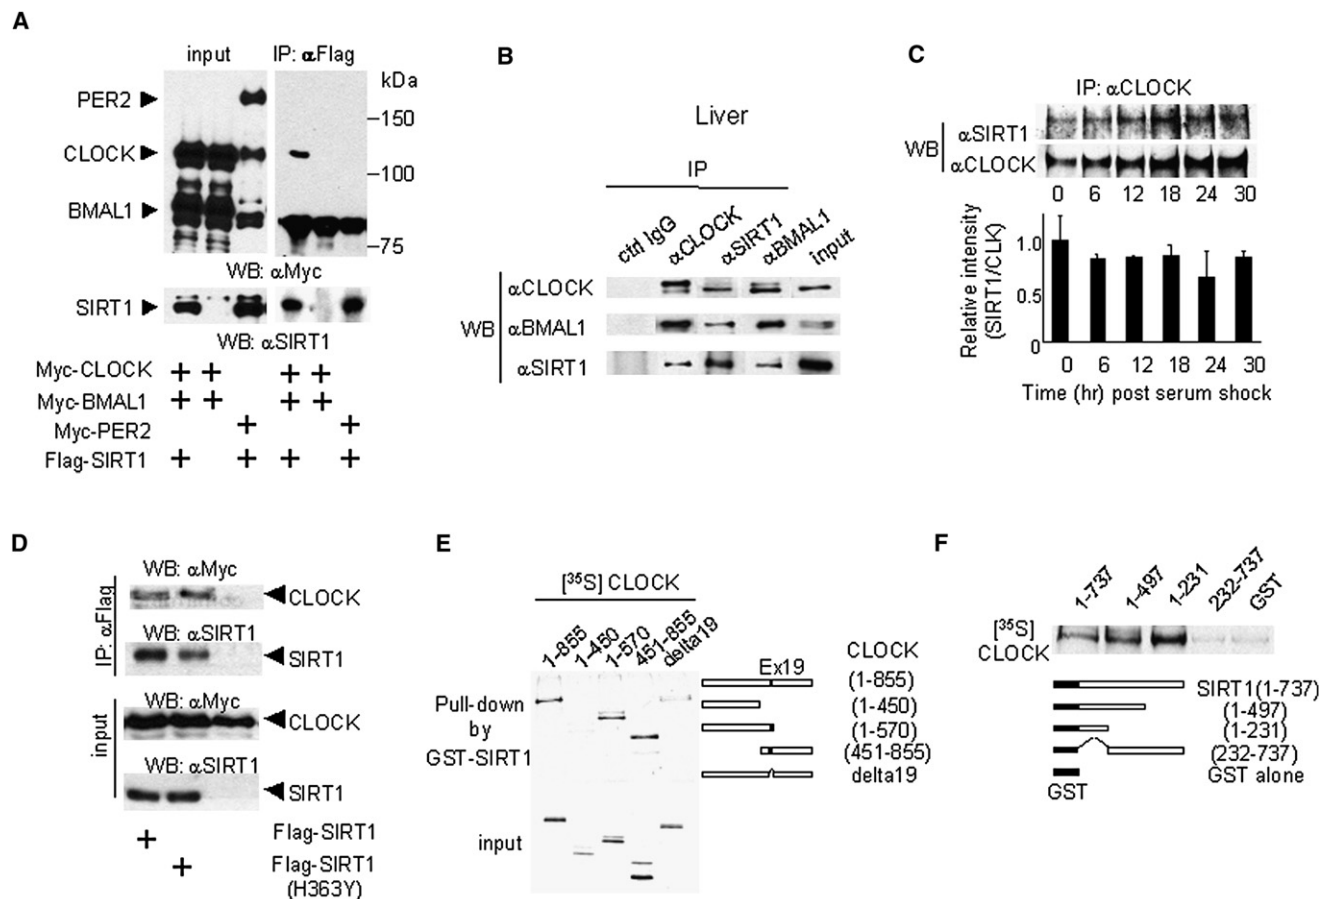 A
input IP: αFlag
kDa
PER2
150
CLOCK
100
BMAL1
75
WB: αMyc
SIRT1
WB: αSIRT1
Myc-CLOCK + + + +
Myc-BMAL1 + + + +
Myc-PER2 + +
Flag-SIRT1 + + + +
B
Liver
IP
ctrl IgG αCLOCK αSIRT1 αBMAL1 input
WB
αCLOCK
αBMAL1
αSIRT1
C
IP: αCLOCK
WB
αSIRT1
αCLOCK
0 6 12 18 24 30
Relative intensity
(SIRT1/CLK)
1.0
0.5
0
0 6 12 18 24 30
Time (hr) post serum shock
D
IP: αFlag
WB: αMyc
CLOCK
WB: αSIRT1
SIRT1
input
WB: αMyc
CLOCK
WB: αSIRT1
SIRT1
+ Flag-SIRT1
+ Flag-SIRT1
(H363Y)
E
[³⁵S] CLOCK
1-855 1-450 1-570 451-855 delta19
Pull-down
by
GST-SIRT1
input
Ex19
CLOCK
(1-855)
(1-450)
(1-570)
(451-855)
delta19
F
1-737 1-497 1-231 232-737 GST
[³⁵S]
CLOCK
SIRT1(1-737)
(1-497)
(1-231)
(232-737)
GST alone
GST